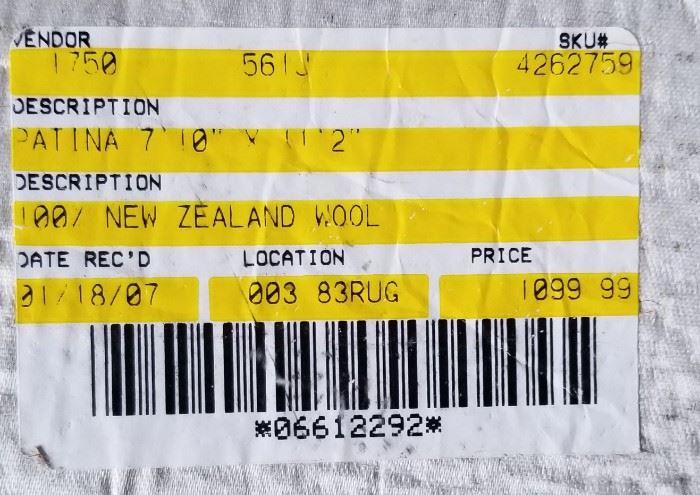 VENDOR SKU#
1750 561J 4262759
DESCRIPTION
PATINA 7'10" X 11'2"
DESCRIPTION
100% NEW ZEALAND WOOL
DATE REC'D LOCATION PRICE
01/18/07 003 83RUG 1099 99
*06612292*